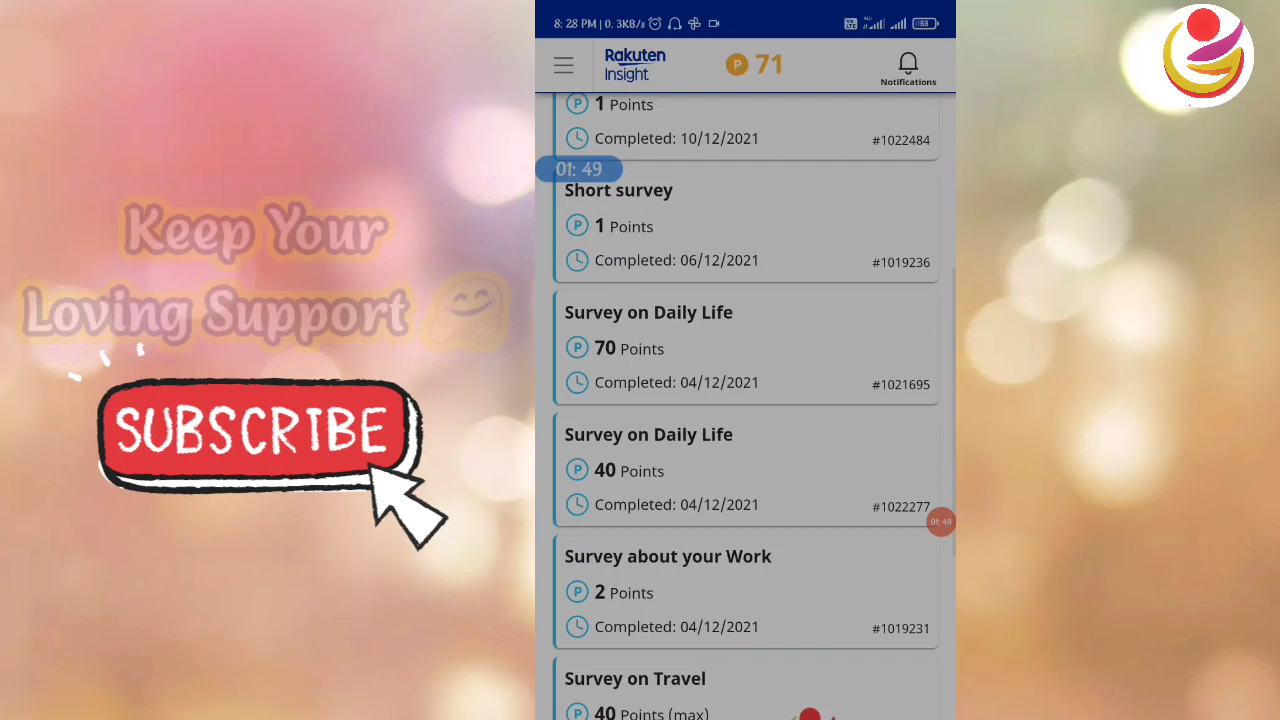 8: 28 PM | 0. 3KB/s
53
Rakuten
Insight
P 71
Notifications
P 1 Points
Completed: 10/12/2021
#1022484
01: 49
Short survey
P 1 Points
Completed: 06/12/2021
#1019236
Survey on Daily Life
P 70 Points
Completed: 04/12/2021
#1021695
Survey on Daily Life
P 40 Points
Completed: 04/12/2021
#1022277
01:49
Survey about your Work
P 2 Points
Completed: 04/12/2021
#1019231
Survey on Travel
40 Points (max)
Keep Your
Loving Support 🤗
SUBSCRIBE